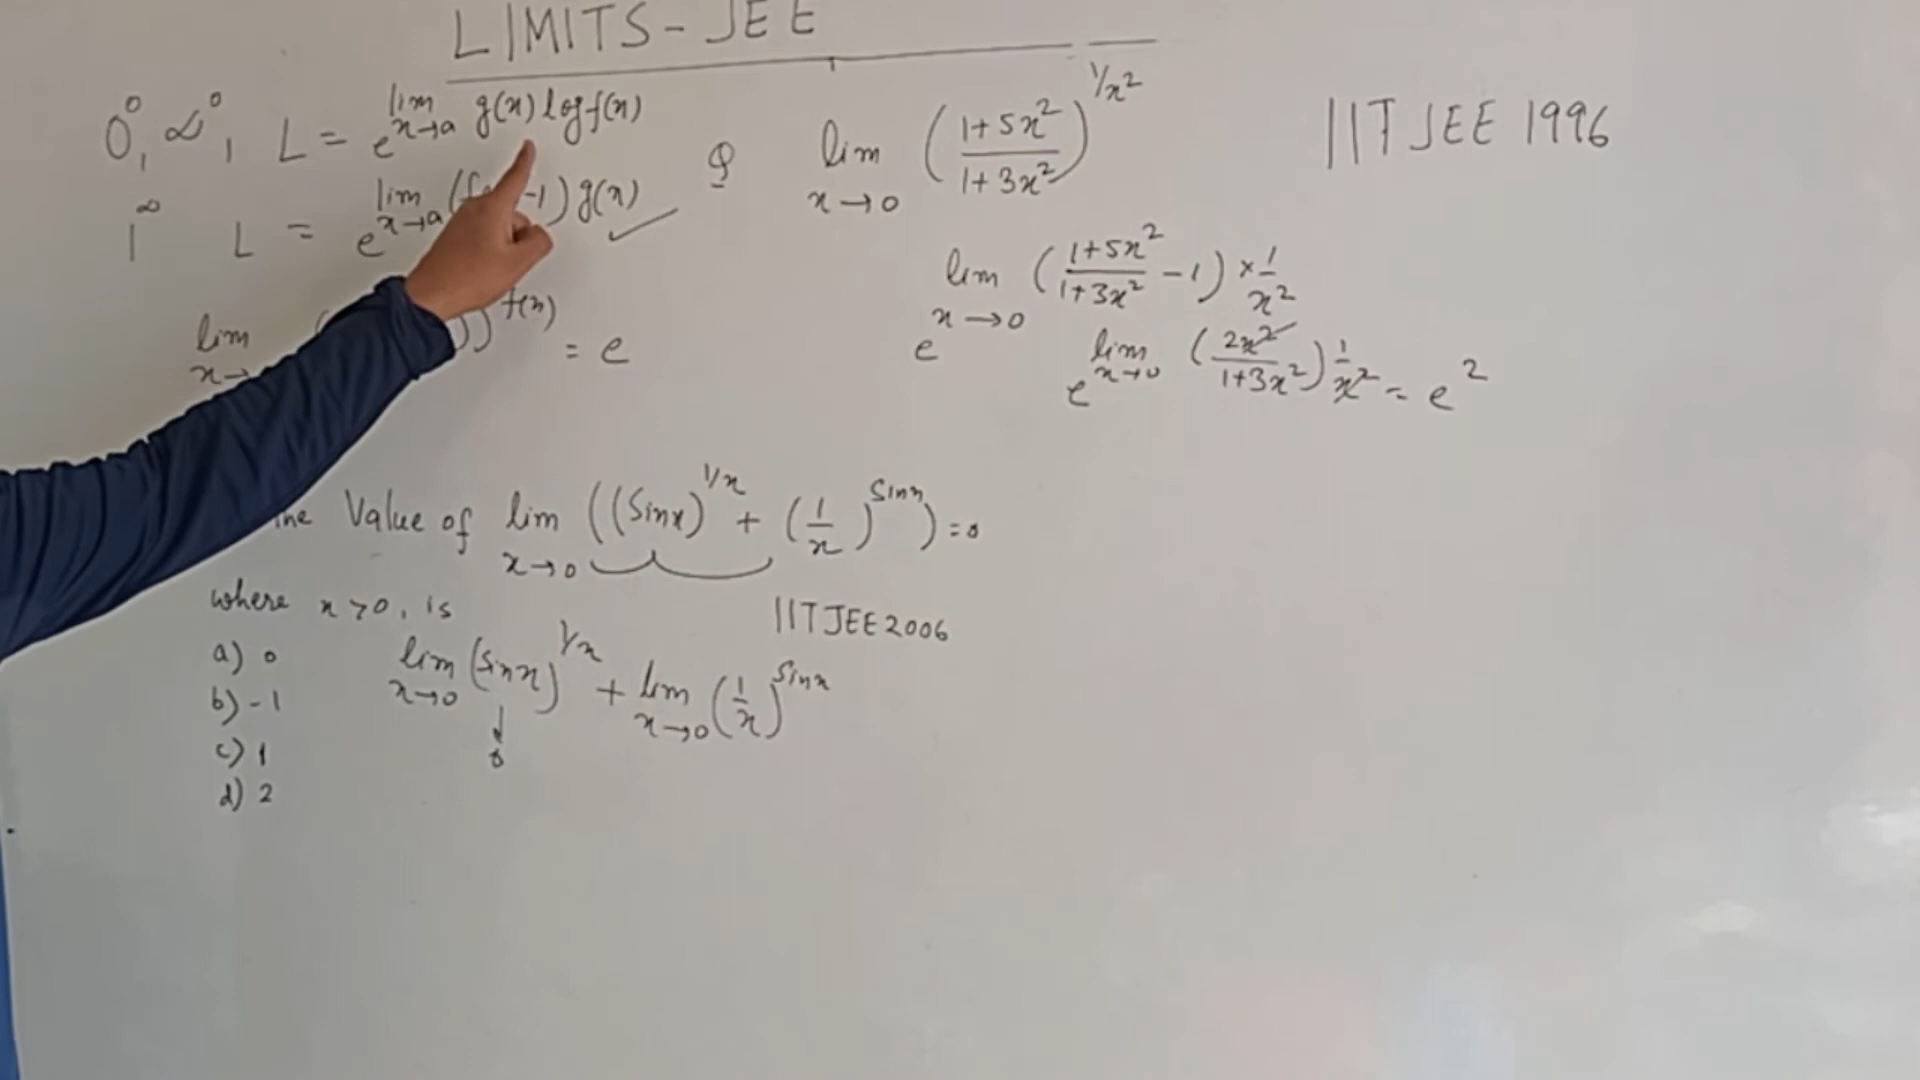 LIMITS - JEE
0⁰, ∞⁰, L = e^{lim x→a g(x) log f(x)}
1^∞ L = e^{lim x→a (f -1) g(x)} ✓
lim x→ ( ))^{f(x)} = e
Q lim x→0 ((1+5x²)/(1+3x²))^{1/x²}
IIT JEE 1996
e^{lim x→0 ((1+5x²)/(1+3x²) - 1) × 1/x²}
e^{lim x→0 (2x²/(1+3x²)) 1/x²} = e²
Value of lim x→0 ((Sinx)^{1/x} + (1/x)^{Sinx}) = 0
where x > 0, is
IIT JEE 2006
a) 0
b) -1
c) 1
d) 2
lim x→0 (sinx)^{1/x} + lim x→0 (1/x)^{Sinx}
↓
0